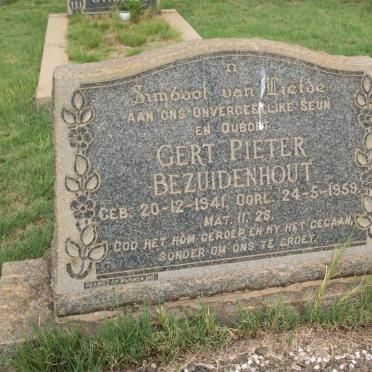 'n
Simbool van Liefde
AAN ONS ONVERGEETLIKE SEUN
EN OUBOET
GERT PIETER
BEZUIDENHOUT
GEB. 20-12-1941 OORL. 24-5-1959.
MAT. 11: 28.
GOD HET HOM GEROEP EN HY HET GEGAAN,
SONDER OM ONS TE GROET.